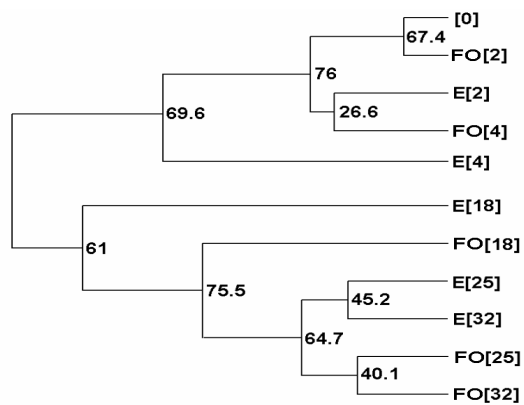 [0]
67.4
FO[2]
76
E[2]
26.6
69.6
FO[4]
E[4]
E[18]
61
FO[18]
75.5
E[25]
45.2
E[32]
64.7
FO[25]
40.1
FO[32]